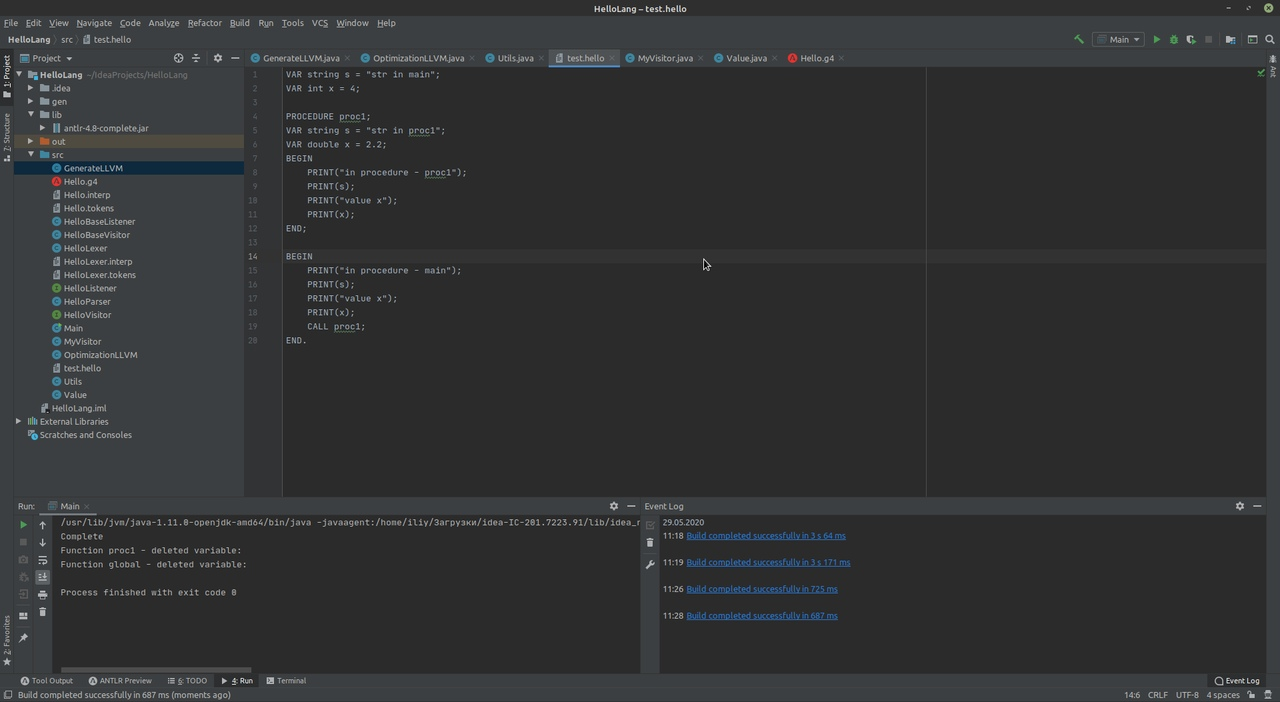 HelloLang – test.hello
File Edit View Navigate Code Analyze Refactor Build Run Tools VCS Window Help
HelloLang src test.hello
Main
1: Project
Project
GenerateLLVM.java OptimizationLLVM.java Utils.java test.hello MyVisitor.java Value.java Hello.g4
Ant
HelloLang ~/IdeaProjects/HelloLang
.idea
gen
lib
antlr-4.8-complete.jar
out
src
GenerateLLVM
Hello.g4
Hello.interp
Hello.tokens
HelloBaseListener
HelloBaseVisitor
HelloLexer
HelloLexer.interp
HelloLexer.tokens
HelloListener
HelloParser
HelloVisitor
Main
MyVisitor
OptimizationLLVM
test.hello
Utils
Value
HelloLang.iml
External Libraries
Scratches and Consoles
7: Structure
1 VAR string s = "str in main";
2 VAR int x = 4;
3
4 PROCEDURE proc1;
5 VAR string s = "str in proc1";
6 VAR double x = 2.2;
7 BEGIN
8 PRINT("in procedure - proc1");
9 PRINT(s);
10 PRINT("value x");
11 PRINT(x);
12 END;
13
14 BEGIN
15 PRINT("in procedure - main");
16 PRINT(s);
17 PRINT("value x");
18 PRINT(x);
19 CALL proc1;
20 END.
Run: Main
/usr/lib/jvm/java-1.11.0-openjdk-amd64/bin/java -javaagent:/home/iliy/Загрузки/idea-IC-201.7223.91/lib/idea_r
Complete
Function proc1 - deleted variable:
Function global - deleted variable:
Process finished with exit code 0
2: Favorites
Event Log
29.05.2020
11:18 Build completed successfully in 3 s 64 ms
11:19 Build completed successfully in 3 s 171 ms
11:26 Build completed successfully in 725 ms
11:28 Build completed successfully in 687 ms
Tool Output ANTLR Preview 6: TODO 4: Run Terminal Event Log
Build completed successfully in 687 ms (moments ago) 14:6 CRLF UTF-8 4 spaces